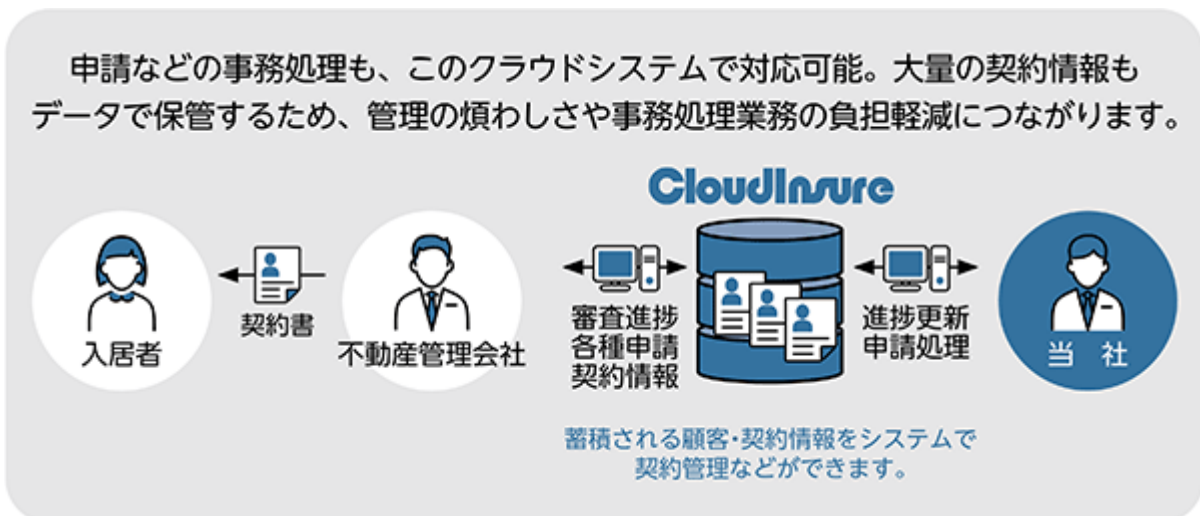 申請などの事務処理も、このクラウドシステムで対応可能。大量の契約情報も
データで保管するため、管理の煩わしさや事務処理業務の負担軽減につながります。
CloudInsure
入居者
契約書
不動産管理会社
審査進捗
各種申請
契約情報
進捗更新
申請処理
当 社
蓄積される顧客・契約情報をシステムで
契約管理などができます。